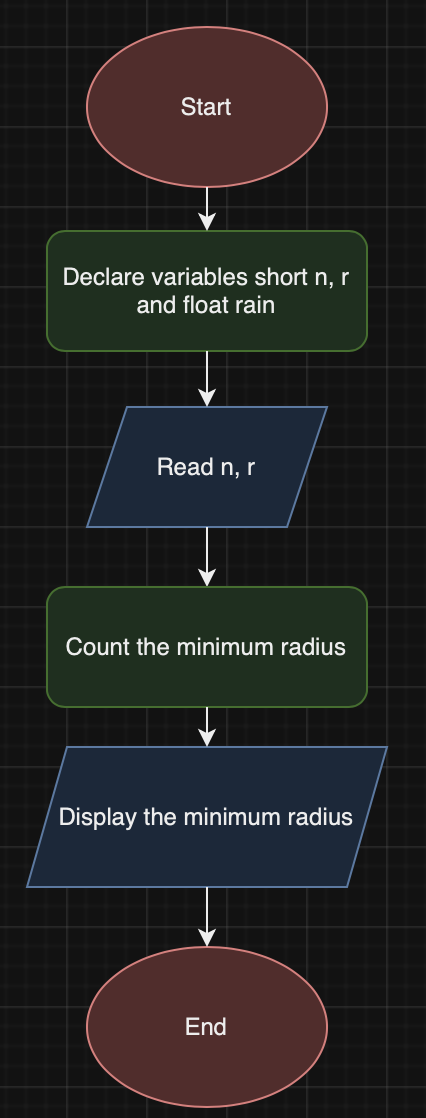 Start
Declare variables short n, r
and float rain
Read n, r
Count the minimum radius
Display the minimum radius
End